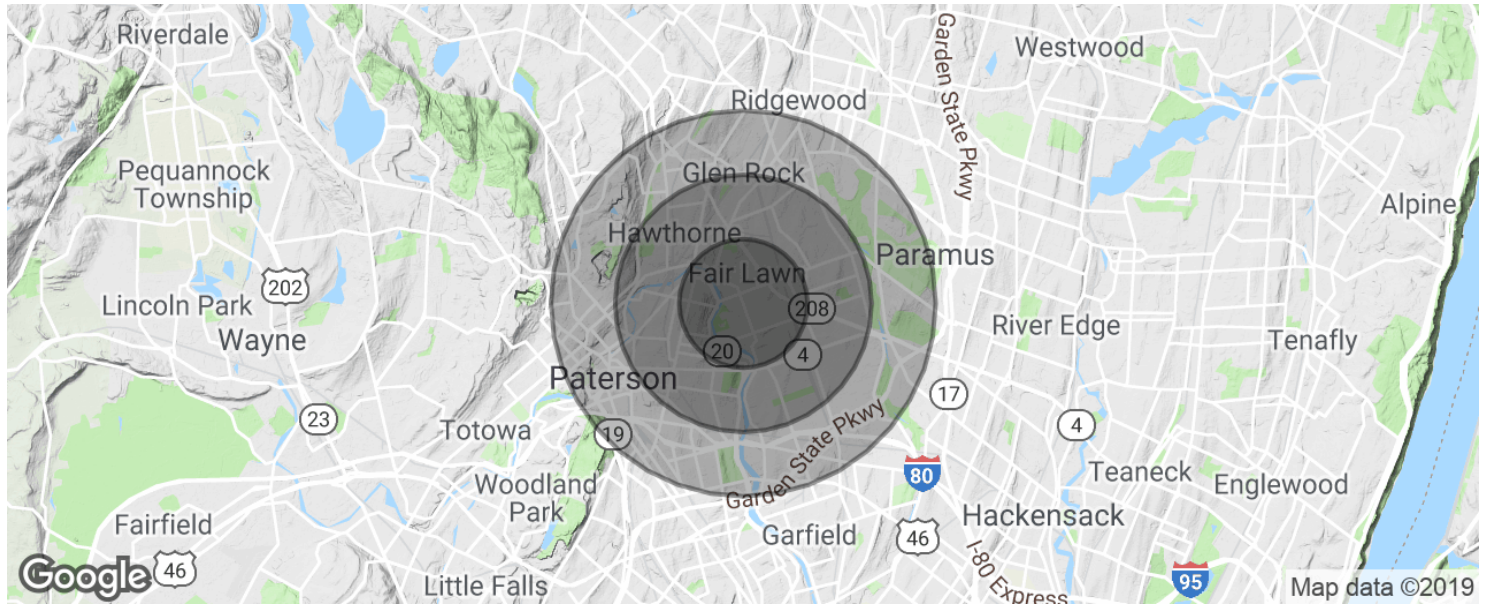 Riverdale
Garden State Pkwy
Westwood
Ridgewood
Pequannock
Township
Glen Rock
Alpine
Hawthorne
Paramus
Fair Lawn
202
Lincoln Park
208
Wayne
River Edge
Tenafly
20
4
Paterson
17
23
4
Totowa
19
Garden State Pkwy
80
Teaneck
Woodland
Park
Englewood
Fairfield
Hackensack
Garfield
46
I-80 Express
Google
46
Little Falls
95
Map data ©2019